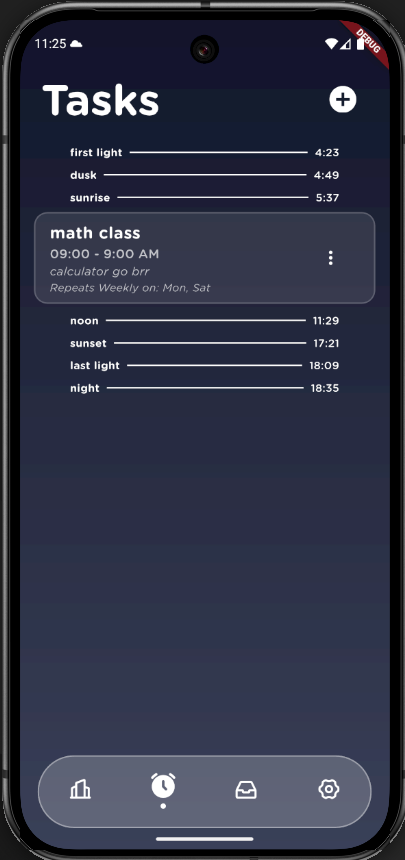 11:25
DEBUG
Tasks
first light 4:23
dusk 4:49
sunrise 5:37
math class
09:00 - 9:00 AM
calculator go brr
Repeats Weekly on: Mon, Sat
noon 11:29
sunset 17:21
last light 18:09
night 18:35